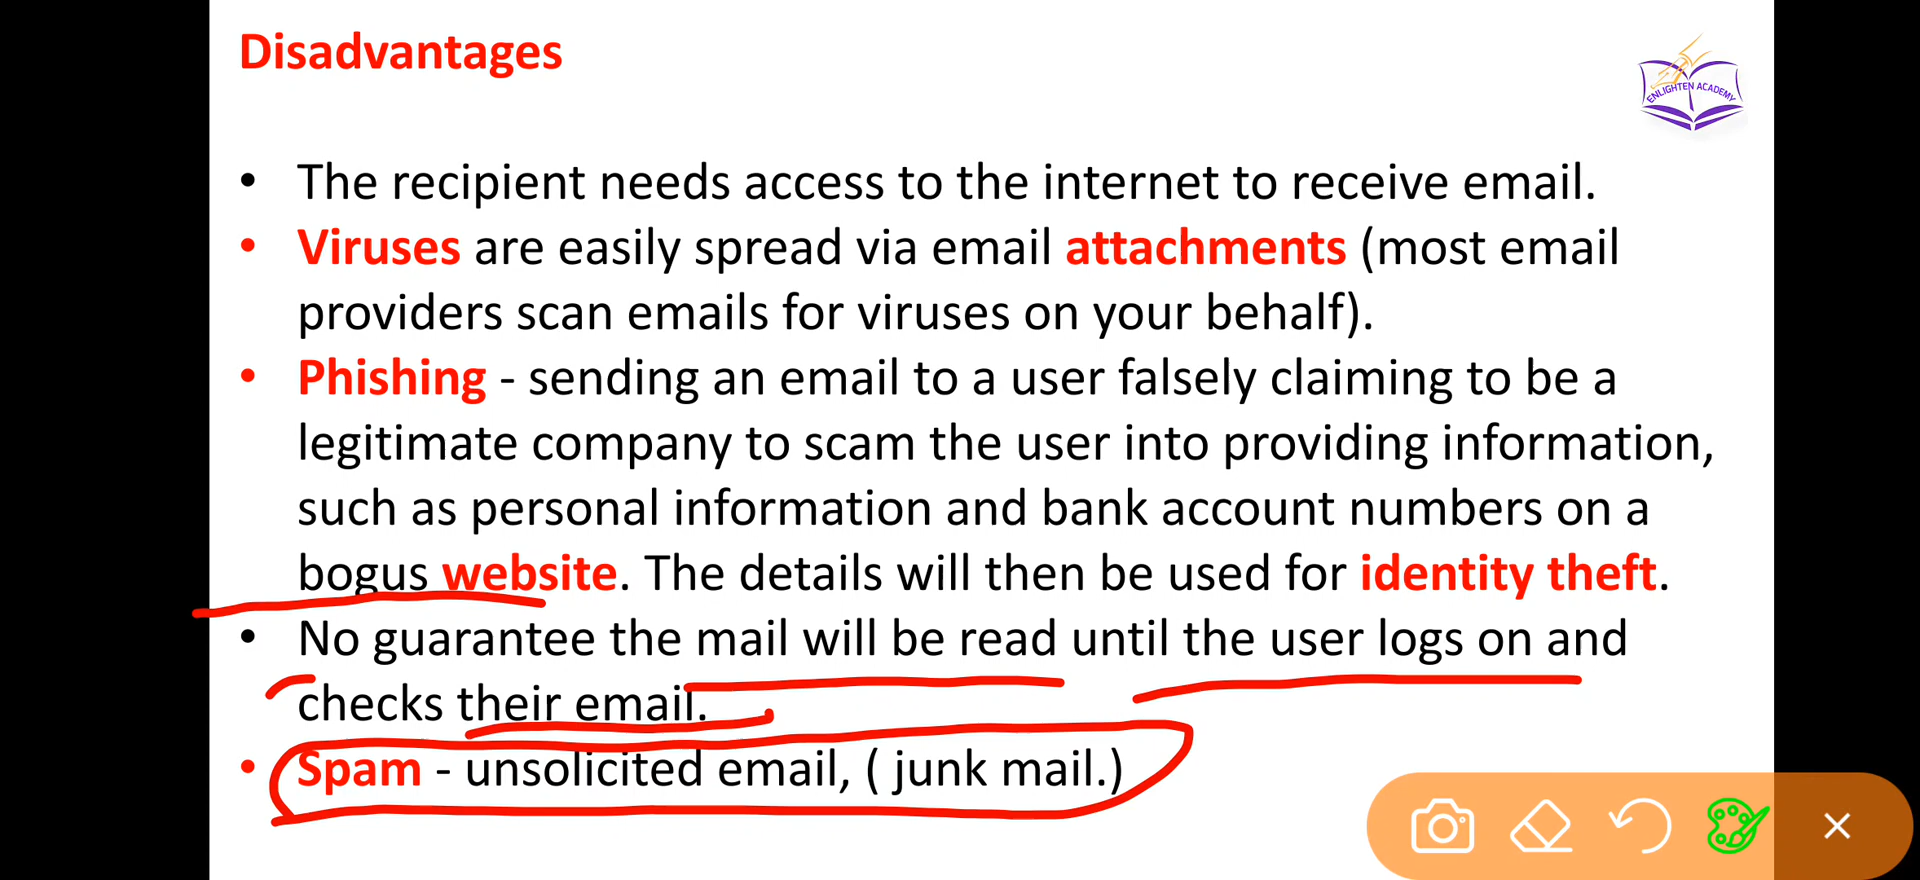 Disadvantages
ENLIGHTEN ACADEMY
• The recipient needs access to the internet to receive email.
• Viruses are easily spread via email attachments (most email
providers scan emails for viruses on your behalf).
• Phishing - sending an email to a user falsely claiming to be a
legitimate company to scam the user into providing information,
such as personal information and bank account numbers on a
bogus website. The details will then be used for identity theft.
• No guarantee the mail will be read until the user logs on and
checks their email.
• Spam - unsolicited email, ( junk mail.)